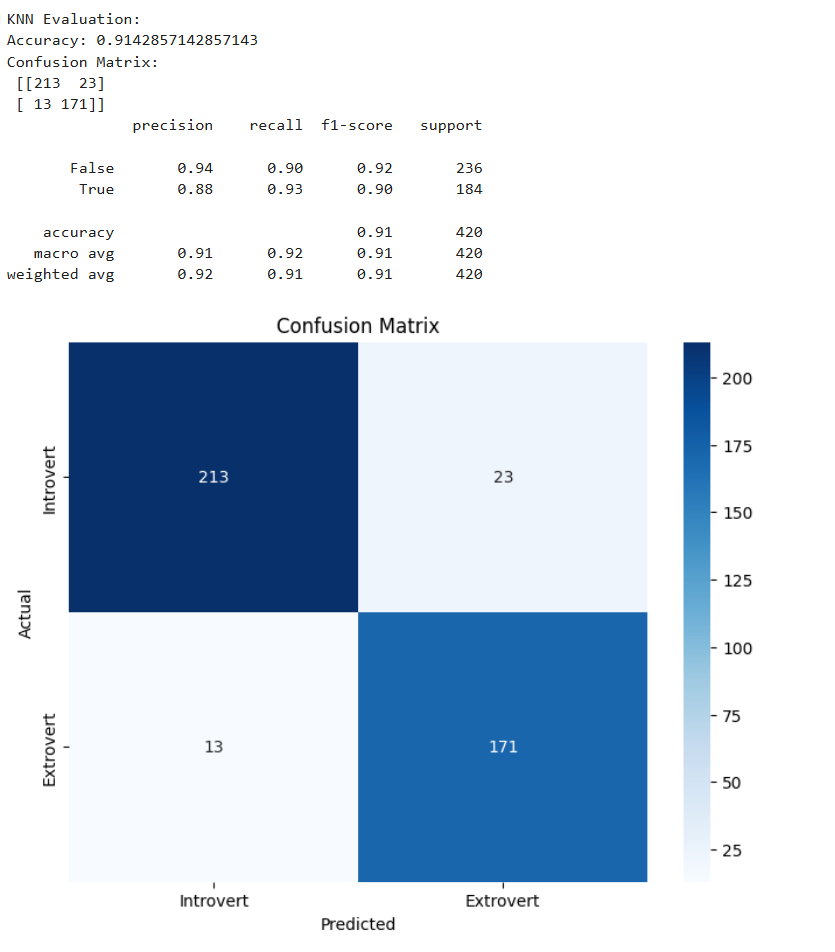 KNN Evaluation:
Accuracy: 0.9142857142857143
Confusion Matrix:
[[213  23]
[ 13 171]]
precision    recall  f1-score   support
False       0.94      0.90      0.92       236
True       0.88      0.93      0.90       184
accuracy                           0.91       420
macro avg       0.91      0.92      0.91       420
weighted avg       0.92      0.91      0.91       420
Confusion Matrix
200
175
150
125
100
75
50
25
Actual
Introvert
213
23
Extrovert
13
171
Introvert
Extrovert
Predicted